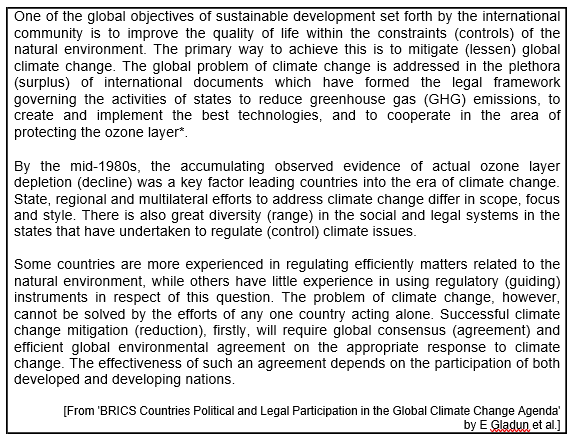 One of the global objectives of sustainable development set forth by the international
community is to improve the quality of life within the constraints (controls) of the
natural environment. The primary way to achieve this is to mitigate (lessen) global
climate change. The global problem of climate change is addressed in the plethora
(surplus) of international documents which have formed the legal framework
governing the activities of states to reduce greenhouse gas (GHG) emissions, to
create and implement the best technologies, and to cooperate in the area of
protecting the ozone layer*.
By the mid-1980s, the accumulating observed evidence of actual ozone layer
depletion (decline) was a key factor leading countries into the era of climate change.
State, regional and multilateral efforts to address climate change differ in scope, focus
and style. There is also great diversity (range) in the social and legal systems in the
states that have undertaken to regulate (control) climate issues.
Some countries are more experienced in regulating efficiently matters related to the
natural environment, while others have little experience in using regulatory (guiding)
instruments in respect of this question. The problem of climate change, however,
cannot be solved by the efforts of any one country acting alone. Successful climate
change mitigation (reduction), firstly, will require global consensus (agreement) and
efficient global environmental agreement on the appropriate response to climate
change. The effectiveness of such an agreement depends on the participation of both
developed and developing nations.
[From 'BRICS Countries Political and Legal Participation in the Global Climate Change Agenda'
by E Gladun et al.]